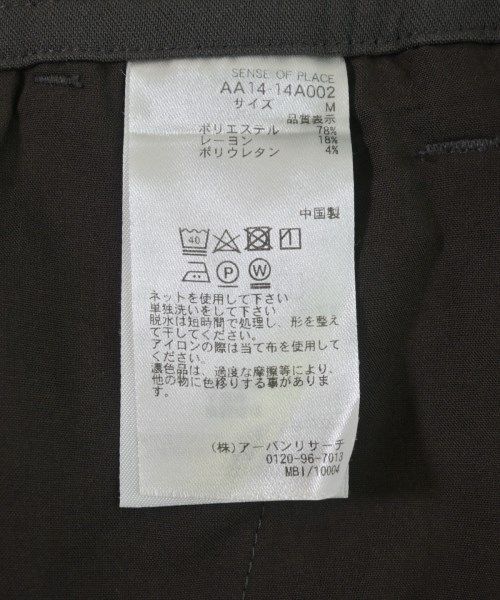 SENSE OF PLACE
AA14-14A002
サイズ M
品質表示
ポリエステル 78%
レーヨン 18%
ポリウレタン 4%
中国製
40
P W
ネットを使用して下さい
単独洗いをして下さい
脱水は短時間で処理し、形を整え
て干してください。
アイロンの際は当て布を使用して
ください。
濃色品は、過度な摩擦等により、
他の物に色移りする事がありま
す。
(株)アーバンリサーチ
0120-96-7013
MBI/10004